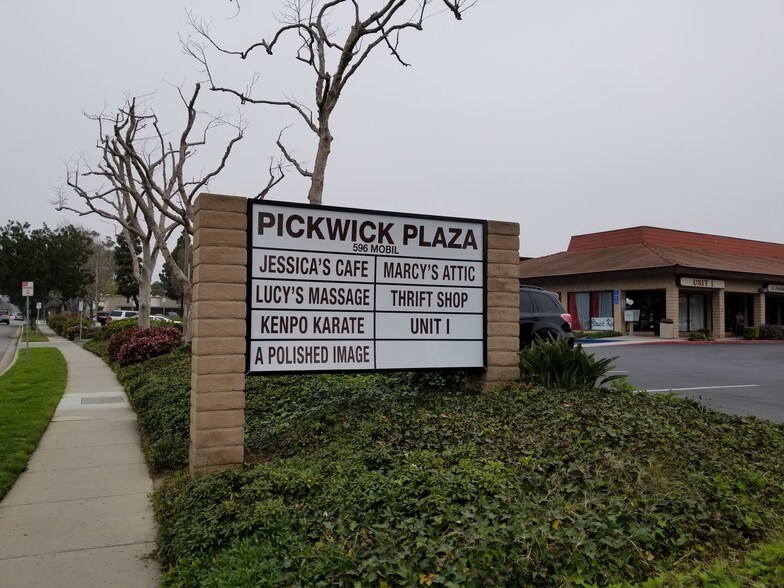 PICKWICK PLAZA
596 MOBIL
JESSICA'S CAFE
MARCY'S ATTIC
LUCY'S MASSAGE
THRIFT SHOP
KENPO KARATE
UNIT I
A POLISHED IMAGE
UNIT I